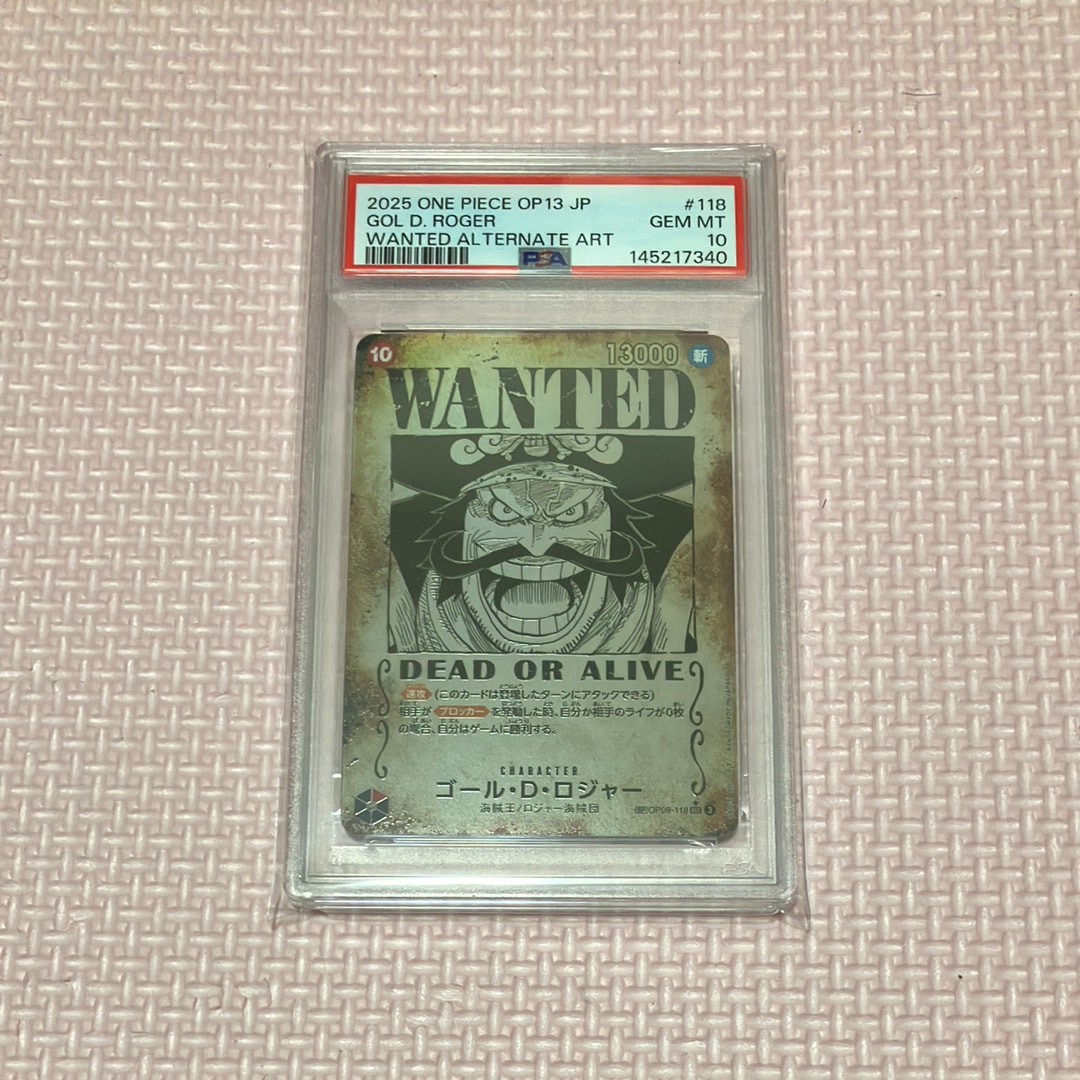 2025 ONE PIECE OP13 JP #118
GOL D. ROGER GEM MT
WANTED ALTERNATE ART 10
PSA 145217340
10 13000 斬
WANTED
DEAD OR ALIVE
速攻 (このカードは登場したターンにアタックできる)
相手が ブロッカー を発動した時、自分か相手のライフが0枚
の場合、自分はゲームに勝利する。
CHARACTER
ゴール・D・ロジャー
海賊王/ロジャー海賊団 OP09-118